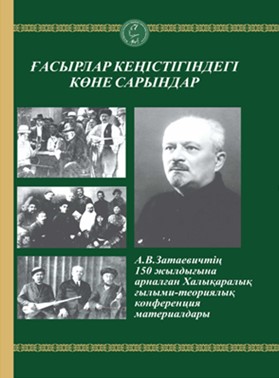 ҒАСЫРЛАР КЕҢІСТІГІНДЕГІ
КӨНЕ САРЫНДАР
А.В.Затаевичтің
150 жылдығына
арналған Халықаралық
ғылыми-теориялық
конференция
материалдары